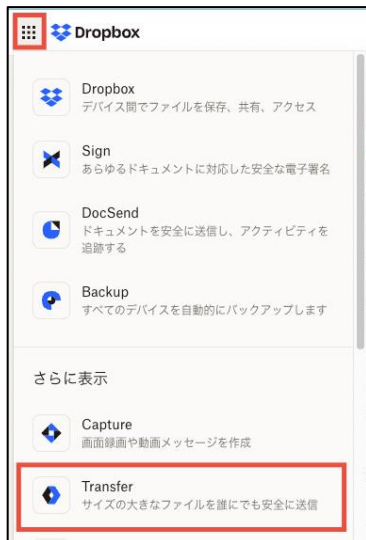 Dropbox
Dropbox
デバイス間でファイルを保存、共有、アクセス
Sign
あらゆるドキュメントに対応した安全な電子署名
DocSend
ドキュメントを安全に送信し、アクティビティを
追跡する
Backup
すべてのデバイスを自動的にバックアップします
さらに表示
Capture
画面録画や動画メッセージを作成
Transfer
サイズの大きなファイルを誰にでも安全に送信